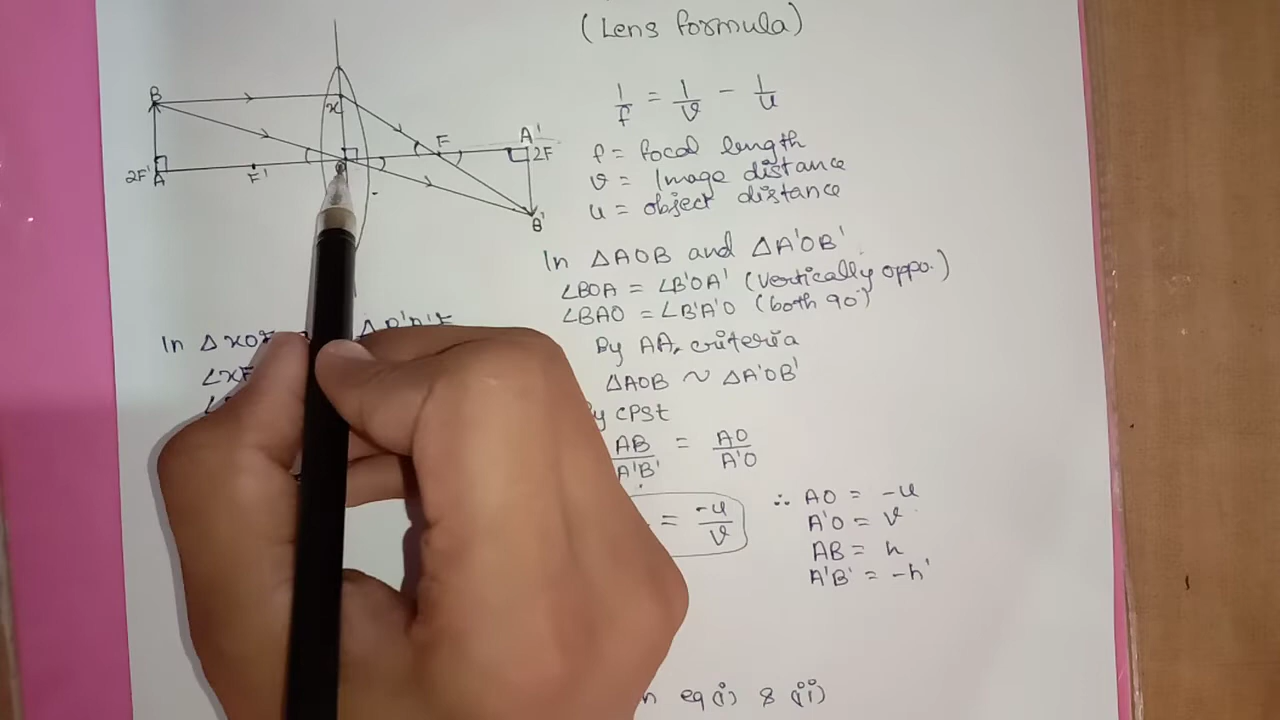 (Lens formula)
1/f = 1/v - 1/u
f = focal length
v = Image distance
u = object distance
B
x
F
A'
2F'
A
F'
2F
B'
In ΔAOB and ΔA'OB'
∠BOA = ∠B'OA' (vertically oppo.)
∠BAO = ∠B'A'O (both 90°)
By AA, criteria
ΔAOB ~ ΔA'OB'
By CPST
AB/A'B' = AO/A'O
= -u/v
∴ AO = -u
A'O = v
AB = h
A'B' = -h'
In ΔXOF
eq(i) & (ii)